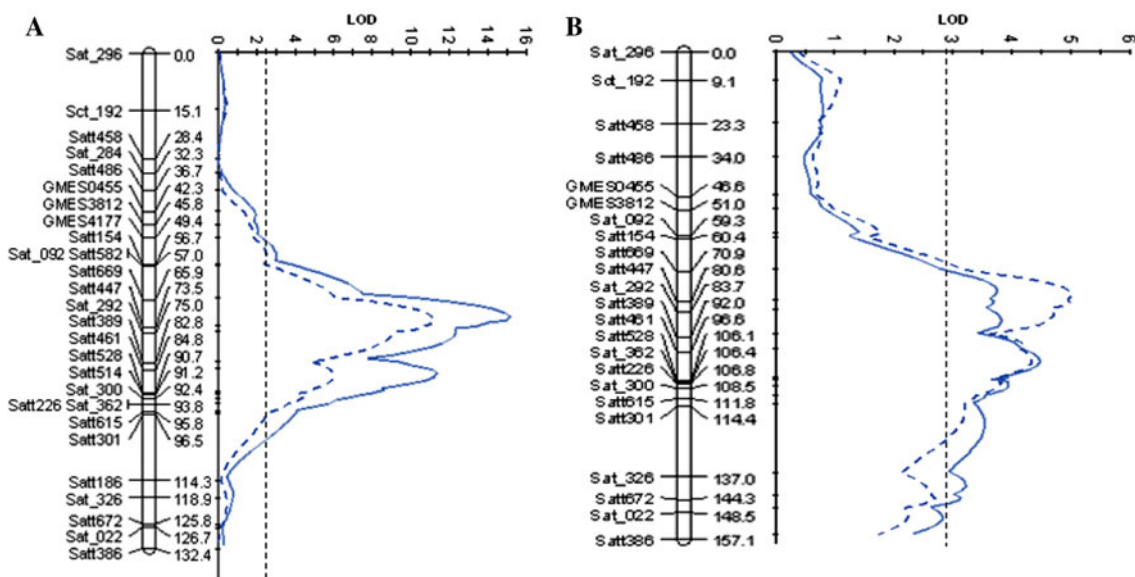 A
LOD
0 2 4 6 8 10 12 14 16
Sat_296 0.0
Sct_192 15.1
Satt458 28.4
Sat_284 32.3
Satt486 36.7
GMES0455 42.3
GMES3812 45.8
GMES4177 49.4
Satt154 56.7
Sat_092 Satt582 57.0
Satt669 65.9
Satt447 73.5
Sat_292 75.0
Satt389 82.8
Satt461 84.8
Satt528 90.7
Satt514 91.2
Sat_300 92.4
Satt226 Sat_362 93.8
Satt615 95.8
Satt301 96.5
Satt186 114.3
Sat_326 118.9
Satt672 125.8
Sat_022 126.7
Satt386 132.4
B
LOD
0 1 2 3 4 5 6
Sat_296 0.0
Sct_192 9.1
Satt458 23.3
Satt486 34.0
GMES0455 46.6
GMES3812 51.0
Sat_092 59.3
Satt154 60.4
Satt669 70.9
Satt447 80.6
Sat_292 83.7
Satt389 92.0
Satt461 96.6
Satt528 106.1
Sat_362 106.4
Satt226 106.8
Sat_300 108.5
Satt615 111.8
Satt301 114.4
Sat_326 137.0
Satt672 144.3
Sat_022 148.5
Satt386 157.1